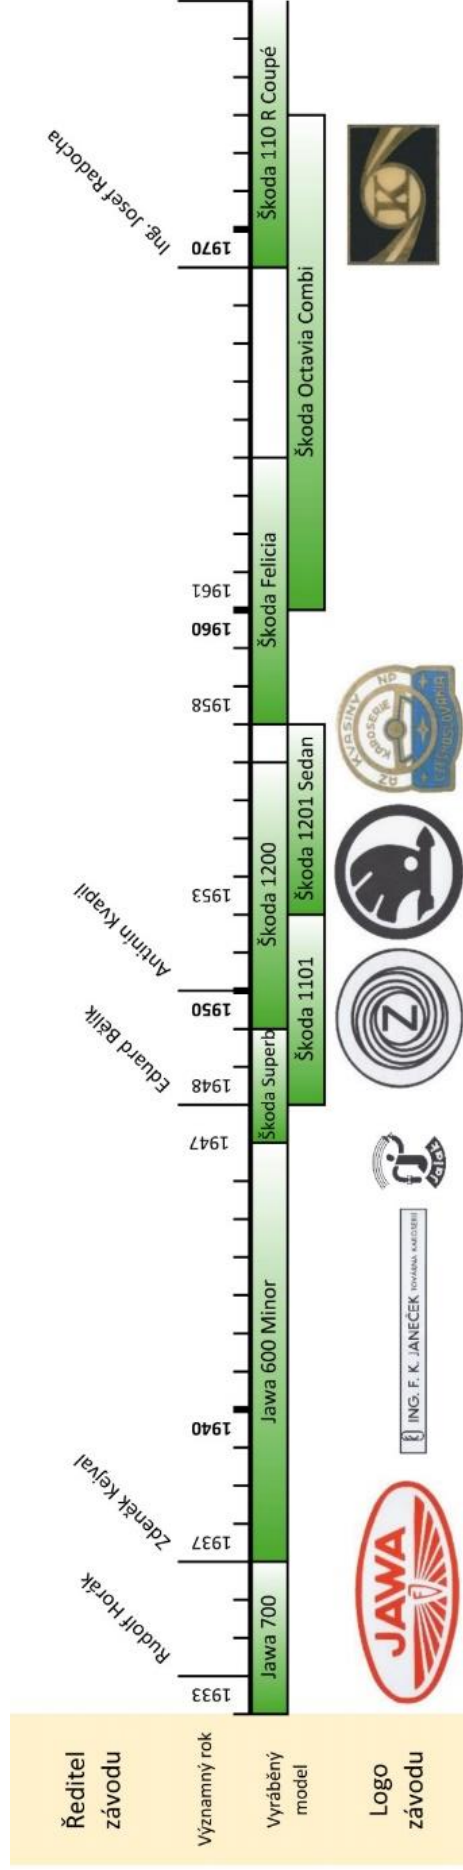 Ředitel
závodu
Rudolf Horák
Zdeněk Kejval
Eduard Bělík
Antinín Kvapil
Ing. Josef Radocha
Významný rok
1933
1937
1940
1947
1948
1950
1953
1958
1960
1961
1970
Vyráběný
model
Jawa 700
Jawa 600 Minor
Škoda Superb
Škoda 1200
Škoda Felicia
Škoda 110 R Coupé
Škoda 1101
Škoda 1201 Sedan
Škoda Octavia Combi
Logo
závodu
JAWA
ING. F. K. JANEČEK TOVÁRNA KAROSERIÍ
Jalak
Z
AZ KVASINY NP
KAROSERIE
CZECHOSLOVAKIA
K